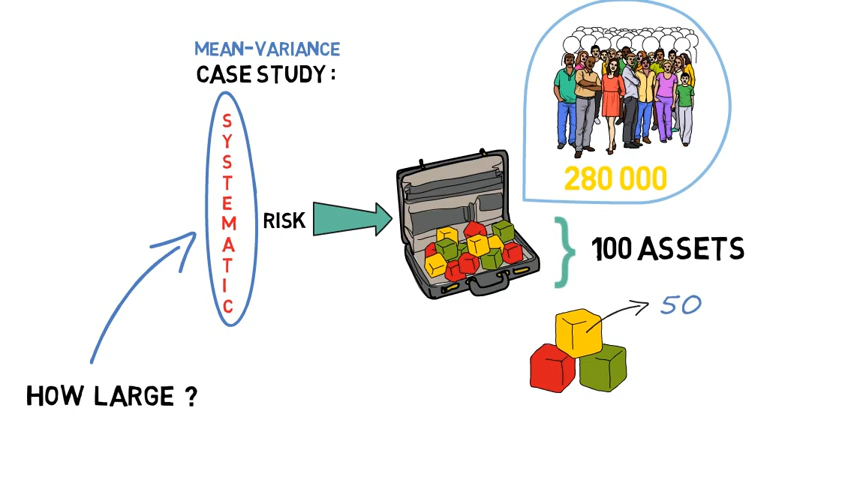 MEAN-VARIANCE
CASE STUDY:
SYSTEMATIC
RISK
HOW LARGE ?
280 000
100 ASSETS
50